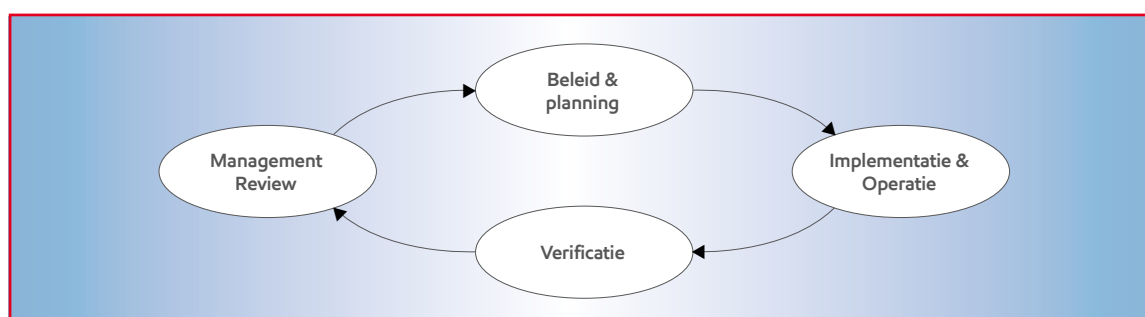 Beleid &
planning
Management
Review
Implementatie &
Operatie
Verificatie